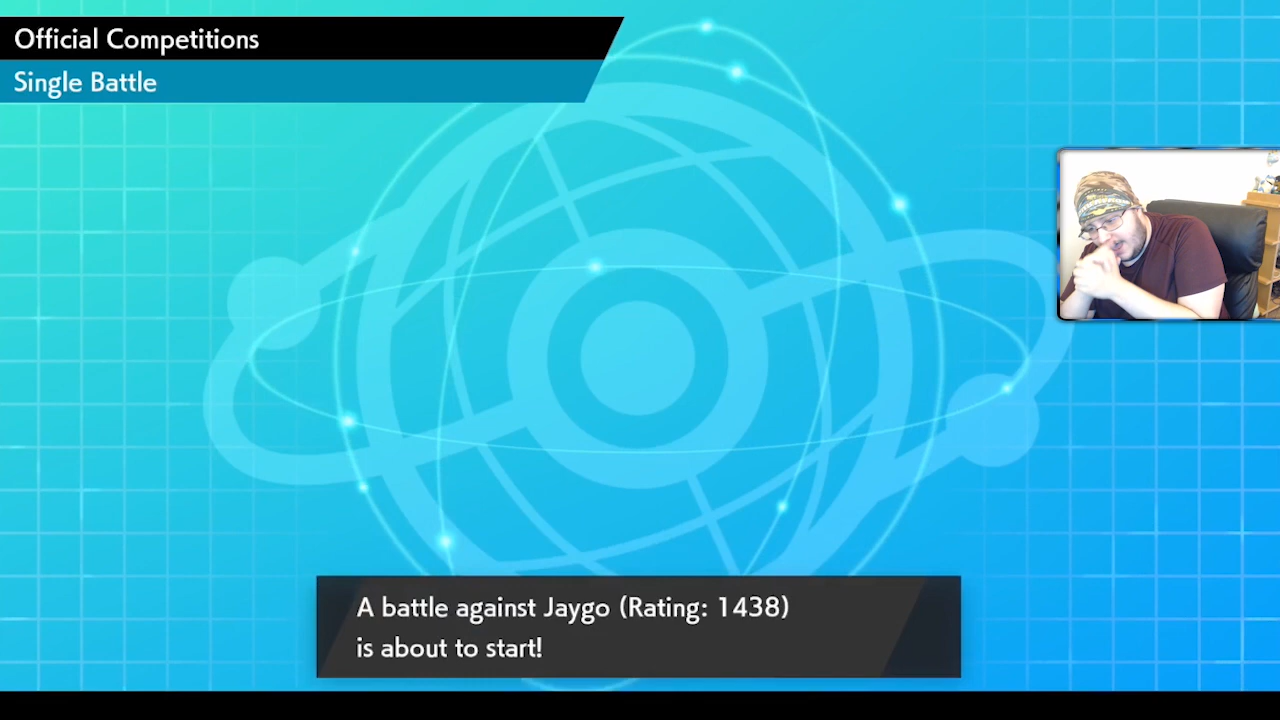 Official Competitions
Single Battle
A battle against Jaygo (Rating: 1438)
is about to start!